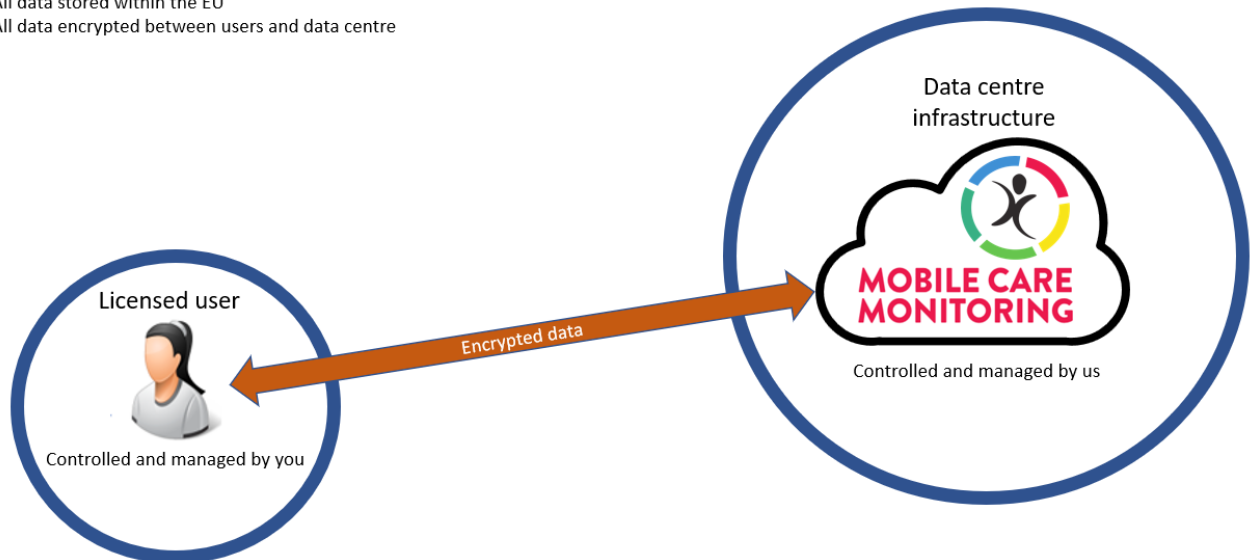 All data stored within the EU
All data encrypted between users and data centre
Data centre
infrastructure
MOBILE CARE
MONITORING
Controlled and managed by us
Licensed user
Encrypted data
Controlled and managed by you